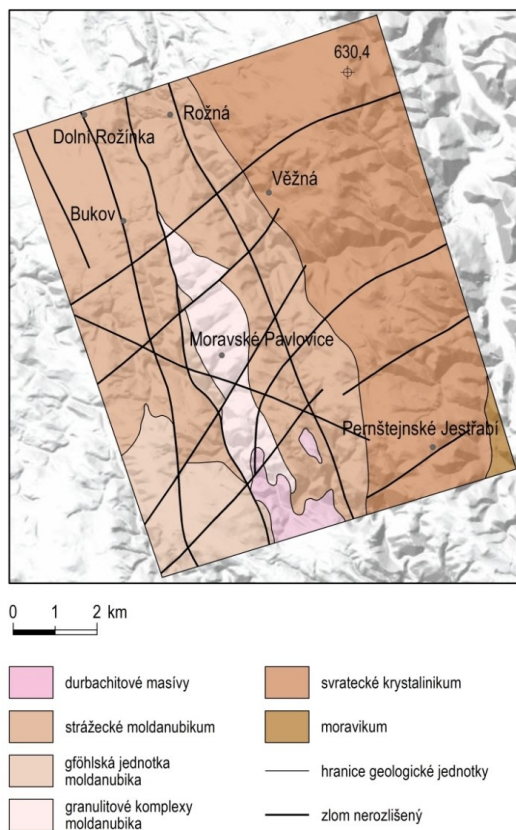 630,4
Rožná
Dolní Rožínka
Věžná
Bukov
Moravské Pavlovice
Pernštejnské Jestřabí
0 1 2 km
durbachitové masívy
strážecké moldanubikum
gföhlská jednotka
moldanubika
granulitové komplexy
moldanubika
svratecké krystalinikum
moravikum
hranice geologické jednotky
zlom nerozlišený